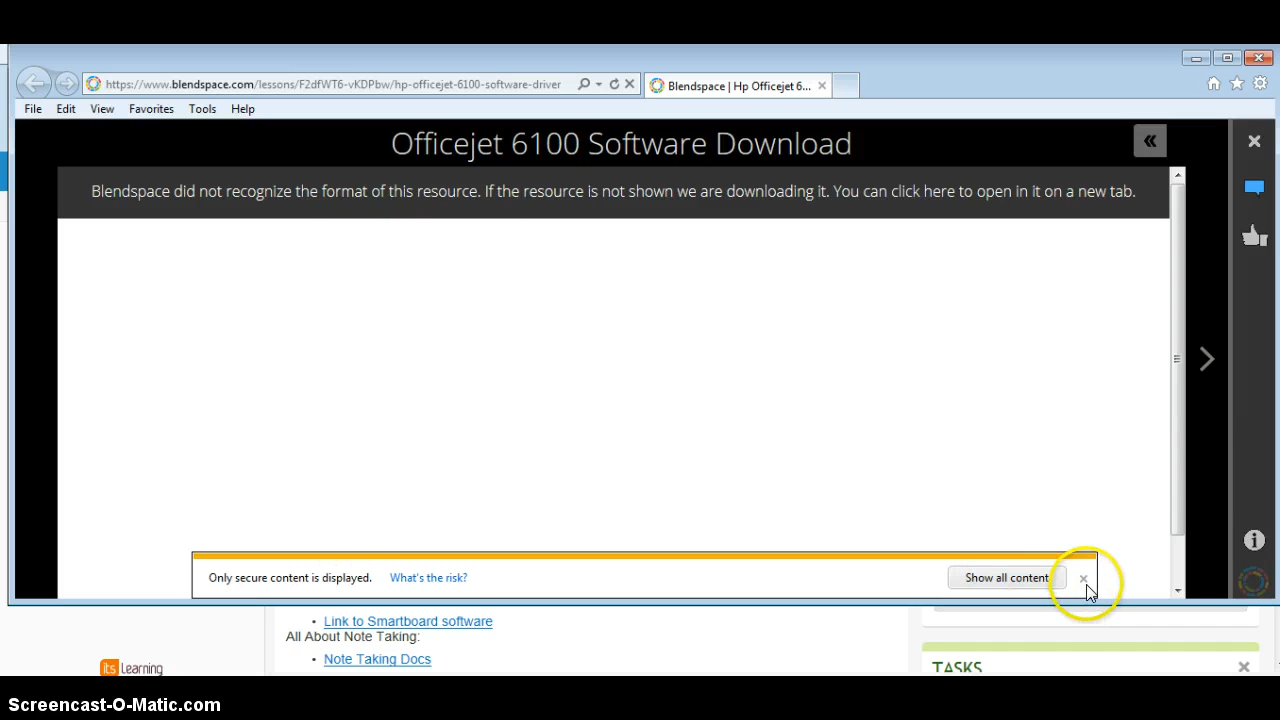 https://www.blendspace.com/lessons/F2dfWT6-vKDPbw/hp-officejet-6100-software-driver
Blendspace | Hp Officejet 6...
File Edit View Favorites Tools Help
Officejet 6100 Software Download
Blendspace did not recognize the format of this resource. If the resource is not shown we are downloading it. You can click here to open in it on a new tab.
Only secure content is displayed. What's the risk? Show all content
• Link to Smartboard software
All About Note Taking:
• Note Taking Docs
its Learning
TASKS
Screencast-O-Matic.com